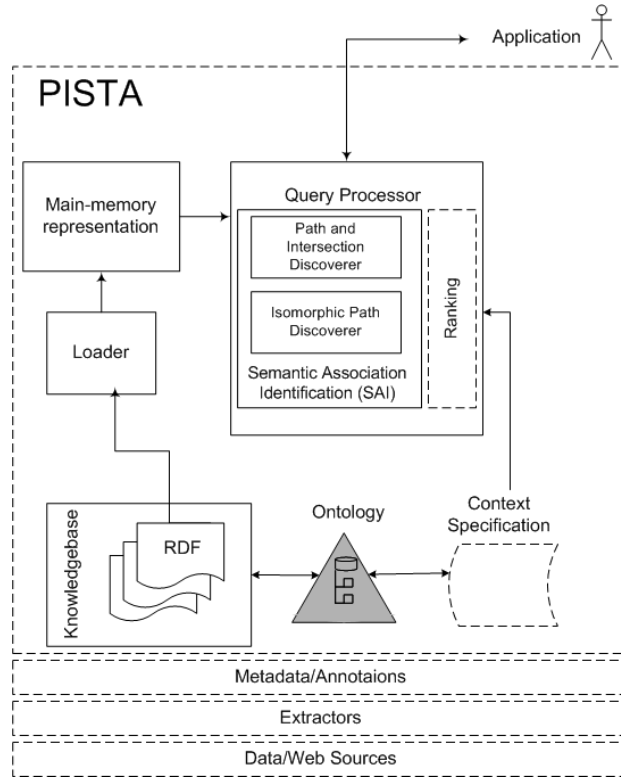 Application
PISTA
Main-memory
representation
Query Processor
Path and
Intersection
Discoverer
Isomorphic Path
Discoverer
Semantic Association
Identification (SAI)
Ranking
Loader
Knowledgebase
RDF
Ontology
Context
Specification
Metadata/Annotaions
Extractors
Data/Web Sources